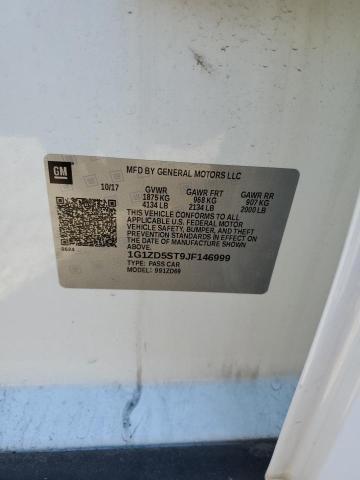 GM
MFD BY GENERAL MOTORS LLC
10/17
GVWR GAWR FRT GAWR RR
1875 KG 968 KG 907 KG
4134 LB 2134 LB 2000 LB
THIS VEHICLE CONFORMS TO ALL
APPLICABLE U.S. FEDERAL MOTOR
VEHICLE SAFETY, BUMPER, AND THEFT
PREVENTION STANDARDS IN EFFECT ON
THE DATE OF MANUFACTURE SHOWN
ABOVE.
1G1ZD5ST9JF146999
TYPE: PASS CAR
MODEL: 9S1ZD69